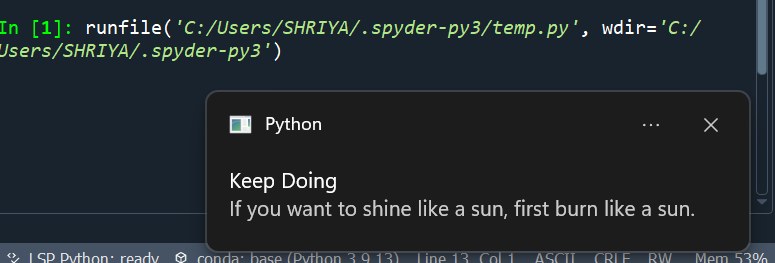 In [1]: runfile('C:/Users/SHRIYA/.spyder-py3/temp.py', wdir='C:/
Users/SHRIYA/.spyder-py3')
Python
Keep Doing
If you want to shine like a sun, first burn like a sun.
LSP Python: ready conda: base (Python 3.9.13) Line 13, Col 1 ASCII CRLF RW Mem 53%